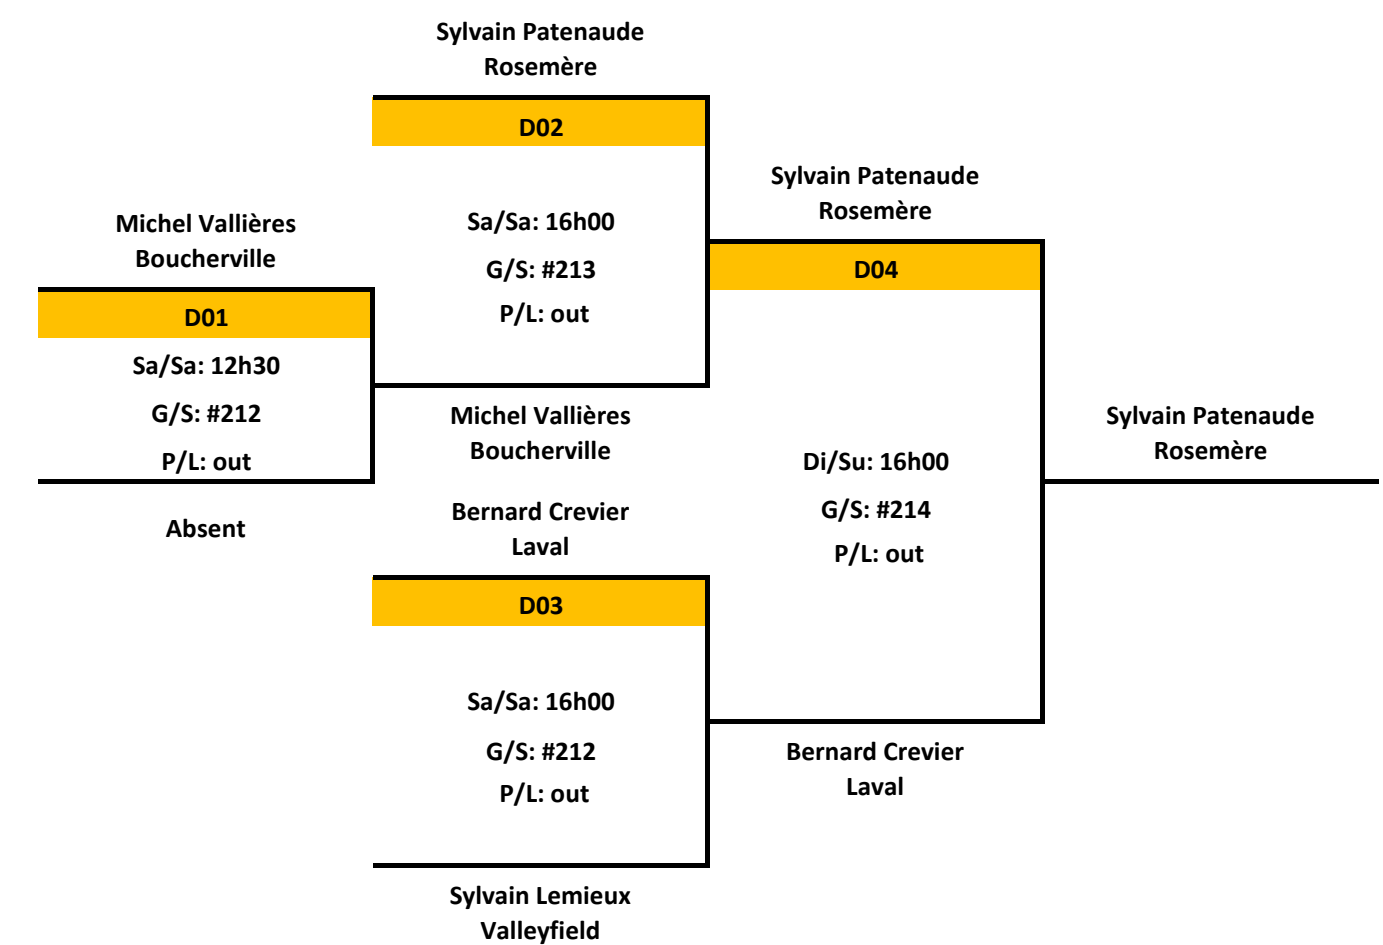 Sylvain Patenaude
Rosemère
D02
Sa/Sa: 16h00
G/S: #213
P/L: out
Michel Vallières
Boucherville
D01
Sa/Sa: 12h30
G/S: #212
P/L: out
Absent
Michel Vallières
Boucherville
Bernard Crevier
Laval
D03
Sa/Sa: 16h00
G/S: #212
P/L: out
Sylvain Lemieux
Valleyfield
Sylvain Patenaude
Rosemère
D04
Di/Su: 16h00
G/S: #214
P/L: out
Bernard Crevier
Laval
Sylvain Patenaude
Rosemère